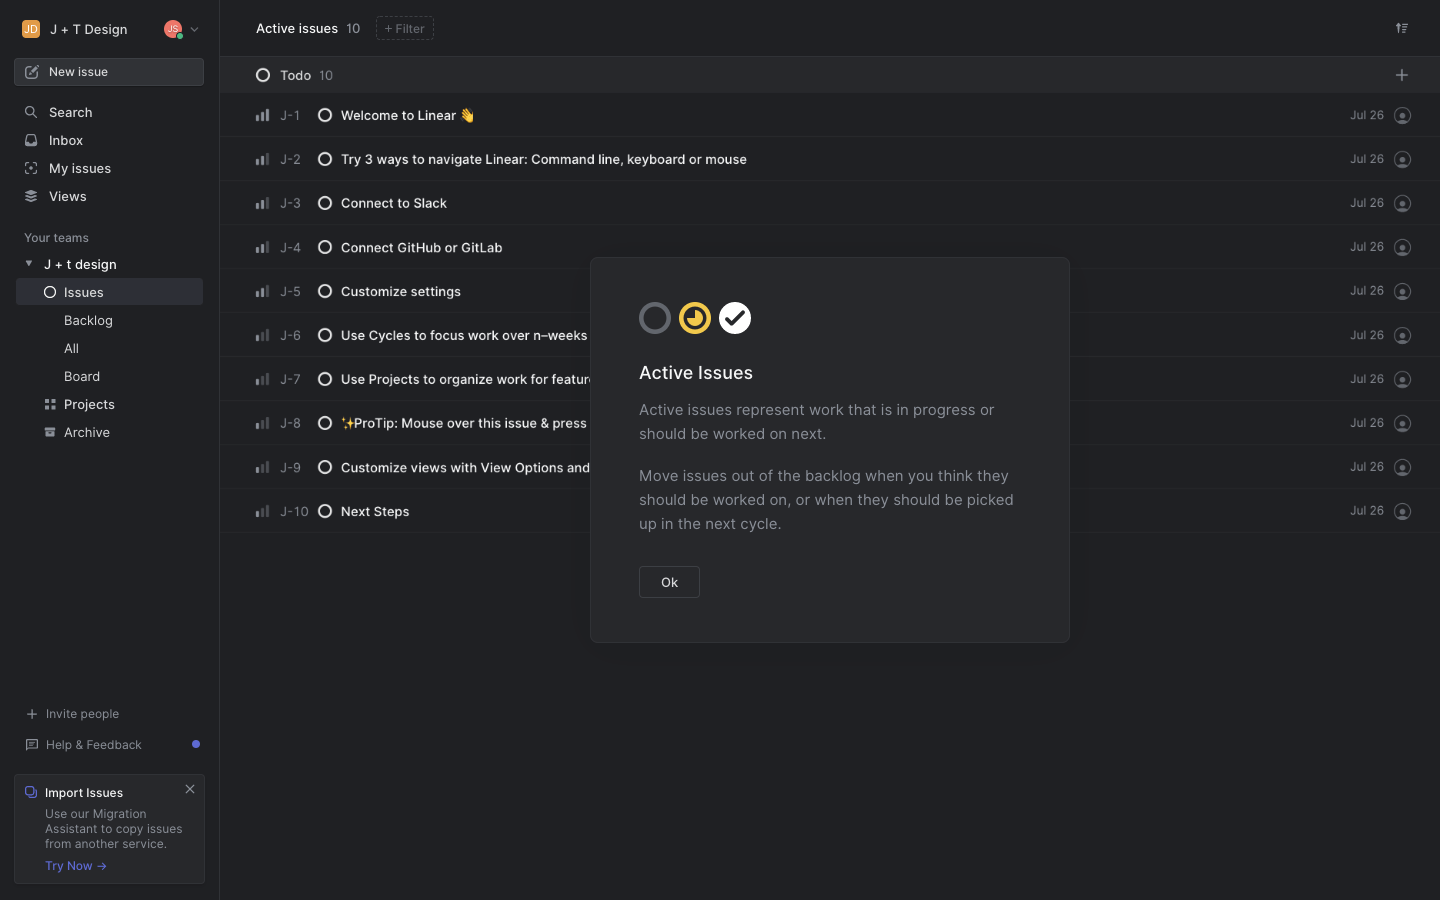 JD J + T Design JS
New issue
Search
Inbox
My issues
Views
Your teams
J + t design
Issues
Backlog
All
Board
Projects
Archive
Invite people
Help & Feedback
Import Issues
Use our Migration
Assistant to copy issues
from another service.
Try Now →
Active issues 10 + Filter
Todo 10
J-1 Welcome to Linear 👋 Jul 26
J-2 Try 3 ways to navigate Linear: Command line, keyboard or mouse Jul 26
J-3 Connect to Slack Jul 26
J-4 Connect GitHub or GitLab Jul 26
J-5 Customize settings Jul 26
J-6 Use Cycles to focus work over n–weeks Jul 26
J-7 Use Projects to organize work for featur Jul 26
J-8 ✨ProTip: Mouse over this issue & press Jul 26
J-9 Customize views with View Options and Jul 26
J-10 Next Steps Jul 26
Active Issues
Active issues represent work that is in progress or
should be worked on next.
Move issues out of the backlog when you think they
should be worked on, or when they should be picked
up in the next cycle.
Ok